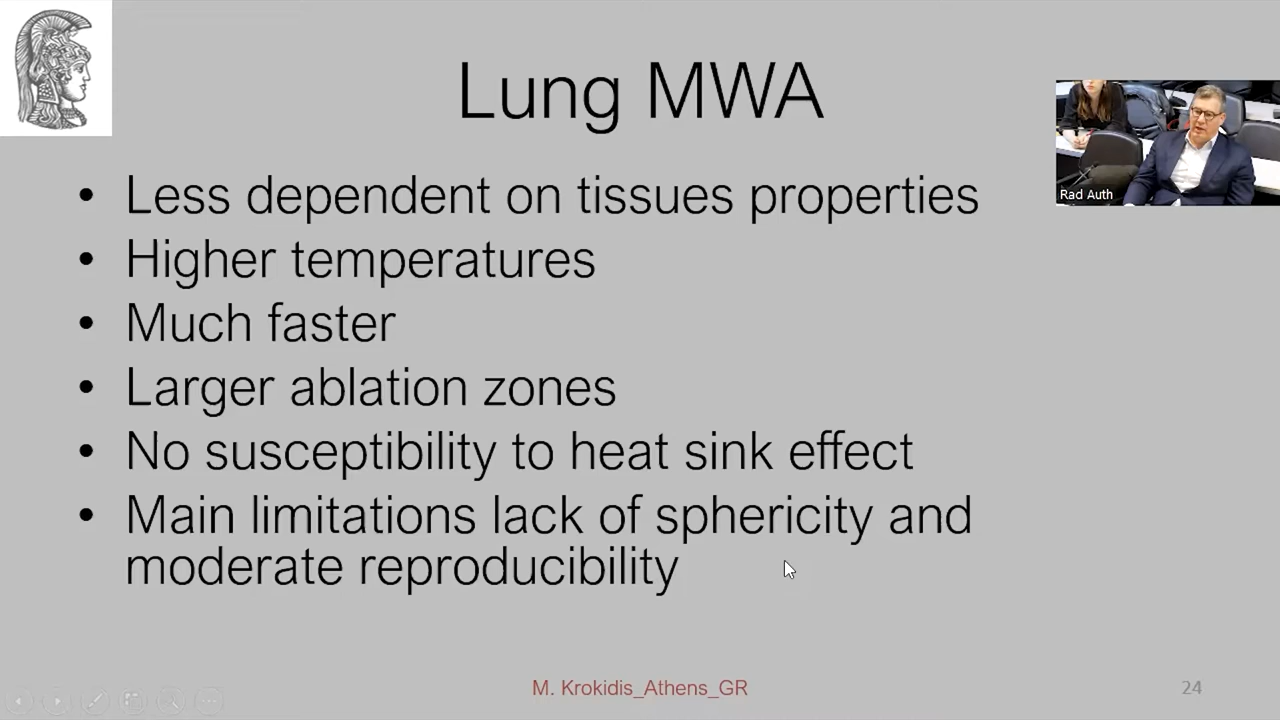 Lung MWA
Rad Auth
• Less dependent on tissues properties
• Higher temperatures
• Much faster
• Larger ablation zones
• No susceptibility to heat sink effect
• Main limitations lack of sphericity and
moderate reproducibility
M. Krokidis_Athens_GR
24